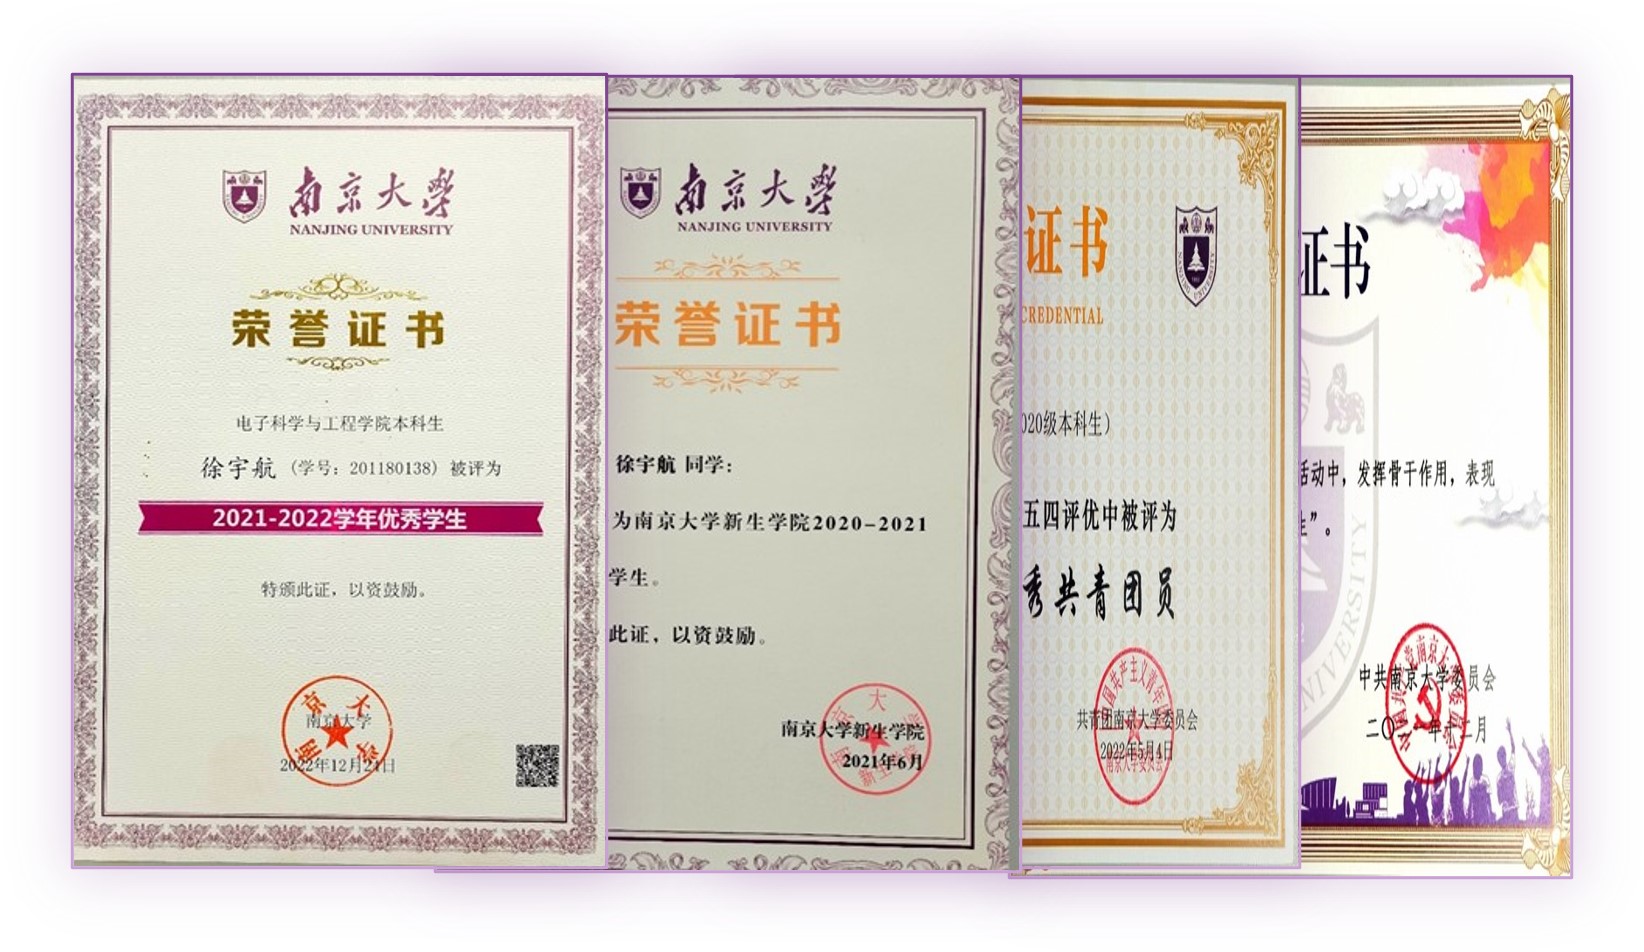 南京大學
NANJING UNIVERSITY
荣誉证书
电子科学与工程学院本科生
徐宇航（学号：201180138）被评为
2021-2022学年优秀学生
特颁此证，以资鼓励。
南京大学
2022年12月21日
南京大學
NANJING UNIVERSITY
荣誉证书
徐宇航 同学：
为南京大学新生学院2020-2021
学生。
此证，以资鼓励。
南京大学新生学院
2021年6月
证书
CREDENTIAL
020级本科生）
五四评优中被评为
秀共青团员
共青团南京大学委员会
2022年5月4日
证书
活动中，发挥骨干作用，表现
生”。
中共南京大学委员会
二〇二一年十二月